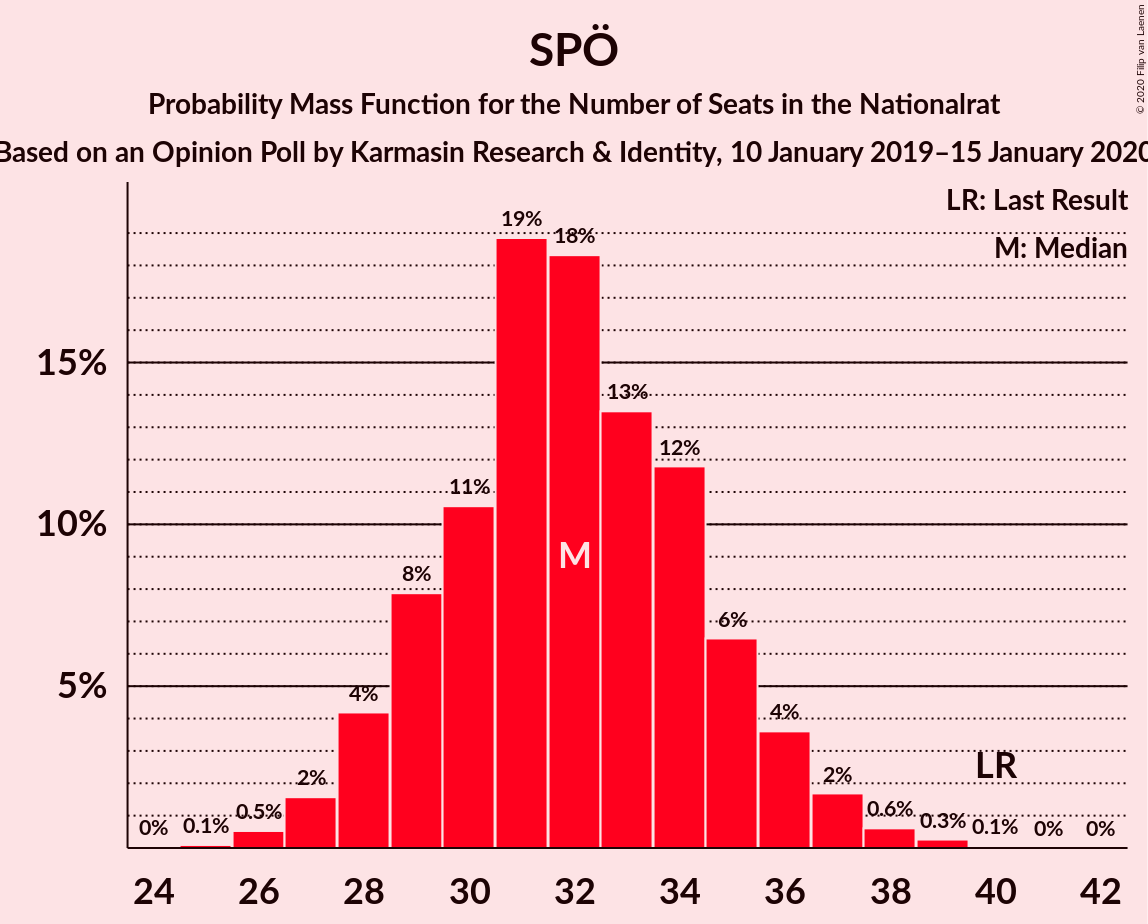 SPÖ
Probability Mass Function for the Number of Seats in the Nationalrat
Based on an Opinion Poll by Karmasin Research & Identity, 10 January 2019–15 January 2020
© 2020 Filip van Laenen
LR: Last Result
M: Median
19%
18%
15%
13%
12%
11%
10%
M
8%
6%
5%
4%
4%
LR
2%
2%
0% 0.1% 0.5% 0.6% 0.3% 0.1% 0% 0%
24 26 28 30 32 34 36 38 40 42